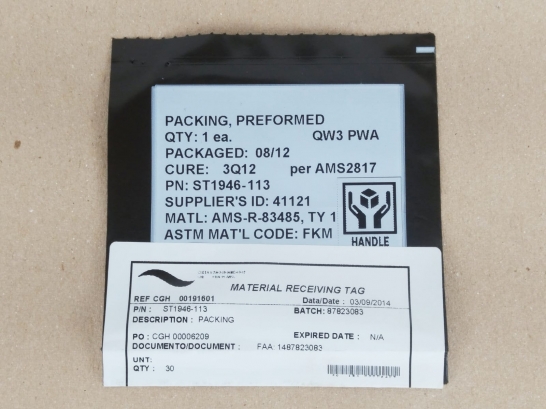 PACKING, PREFORMED
QTY: 1 ea. QW3 PWA
PACKAGED: 08/12
CURE: 3Q12 per AMS2817
PN: ST1946-113
SUPPLIER'S ID: 41121
MATL: AMS-R-83485, TY 1
ASTM MAT'L CODE: FKM
HANDLE
MATERIAL RECEIVING TAG
REF CGH 00191601 Data/Date : 03/09/2014
P/N : ST1946-113 BATCH: 87823083
DESCRIPTION : PACKING
PO : CGH 00006209 EXPIRED DATE : N/A
DOCUMENTO/DOCUMENT : FAA: 1487823083
UNT:
QTY : 30